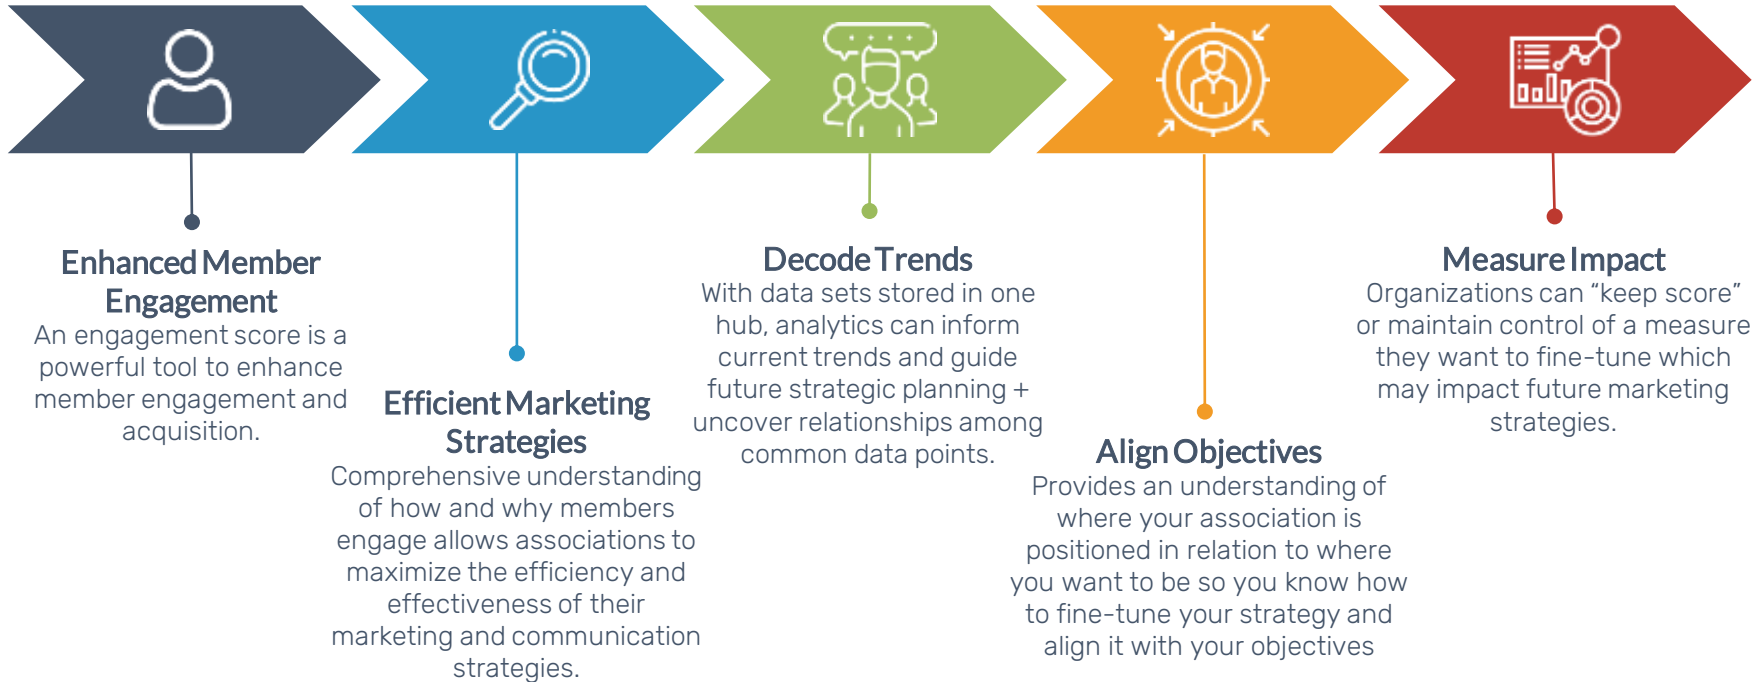 Enhanced Member
Engagement
An engagement score is a
powerful tool to enhance
member engagement and
acquisition.
Efficient Marketing
Strategies
Comprehensive understanding
of how and why members
engage allows associations to
maximize the efficiency and
effectiveness of their
marketing and communication
strategies.
Decode Trends
With data sets stored in one
hub, analytics can inform
current trends and guide
future strategic planning +
uncover relationships among
common data points.
Align Objectives
Provides an understanding of
where your association is
positioned in relation to where
you want to be so you know how
to fine-tune your strategy and
align it with your objectives
Measure Impact
Organizations can “keep score”
or maintain control of a measure
they want to fine-tune which
may impact future marketing
strategies.